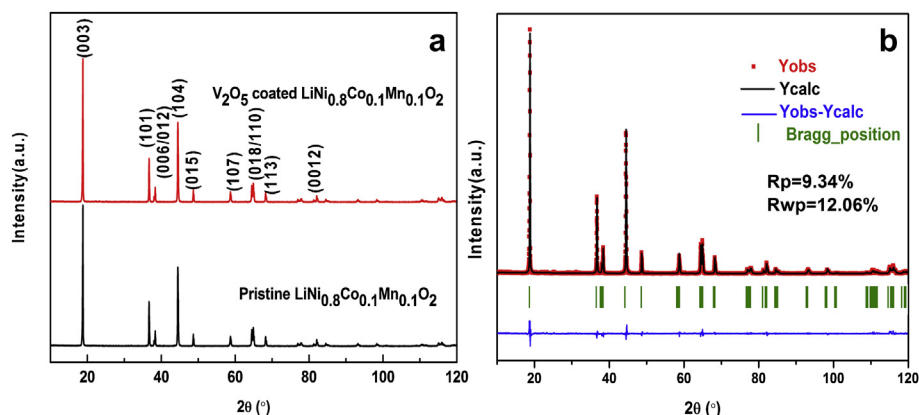 a
(003)
V2O5 coated LiNi0.8Co0.1Mn0.1O2
(101)
(006/012)
(104)
(015)
(107)
(018/110)
(113)
(0012)
Pristine LiNi0.8Co0.1Mn0.1O2
Intensity(a.u.)
20 40 60 80 100 120
2θ (°)
b
Yobs
Ycalc
Yobs-Ycalc
Bragg_position
Rp=9.34%
Rwp=12.06%
Intensity(a.u.)
20 40 60 80 100 120
2θ (°)